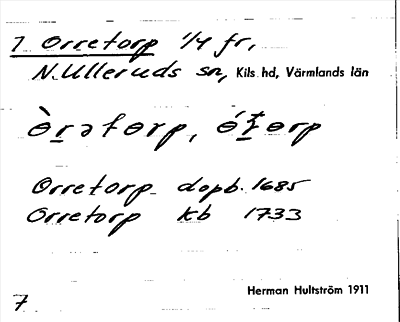 7 Orretorp 1/4 fr,
N. Ulleruds sn, Kils hd, Värmlands län
Orretorp dopb. 1685
Orretorp kb 1733
Herman Hultström 1911
7